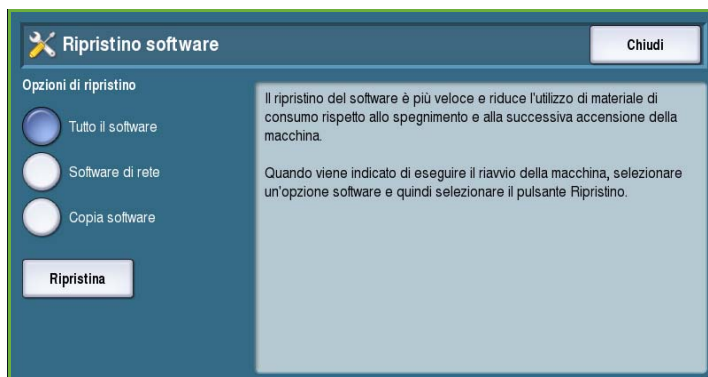 Ripristino software
Chiudi
Opzioni di ripristino
Tutto il software
Software di rete
Copia software
Ripristina
Il ripristino del software è più veloce e riduce l'utilizzo di materiale di
consumo rispetto allo spegnimento e alla successiva accensione della
macchina.
Quando viene indicato di eseguire il riavvio della macchina, selezionare
un'opzione software e quindi selezionare il pulsante Ripristino.